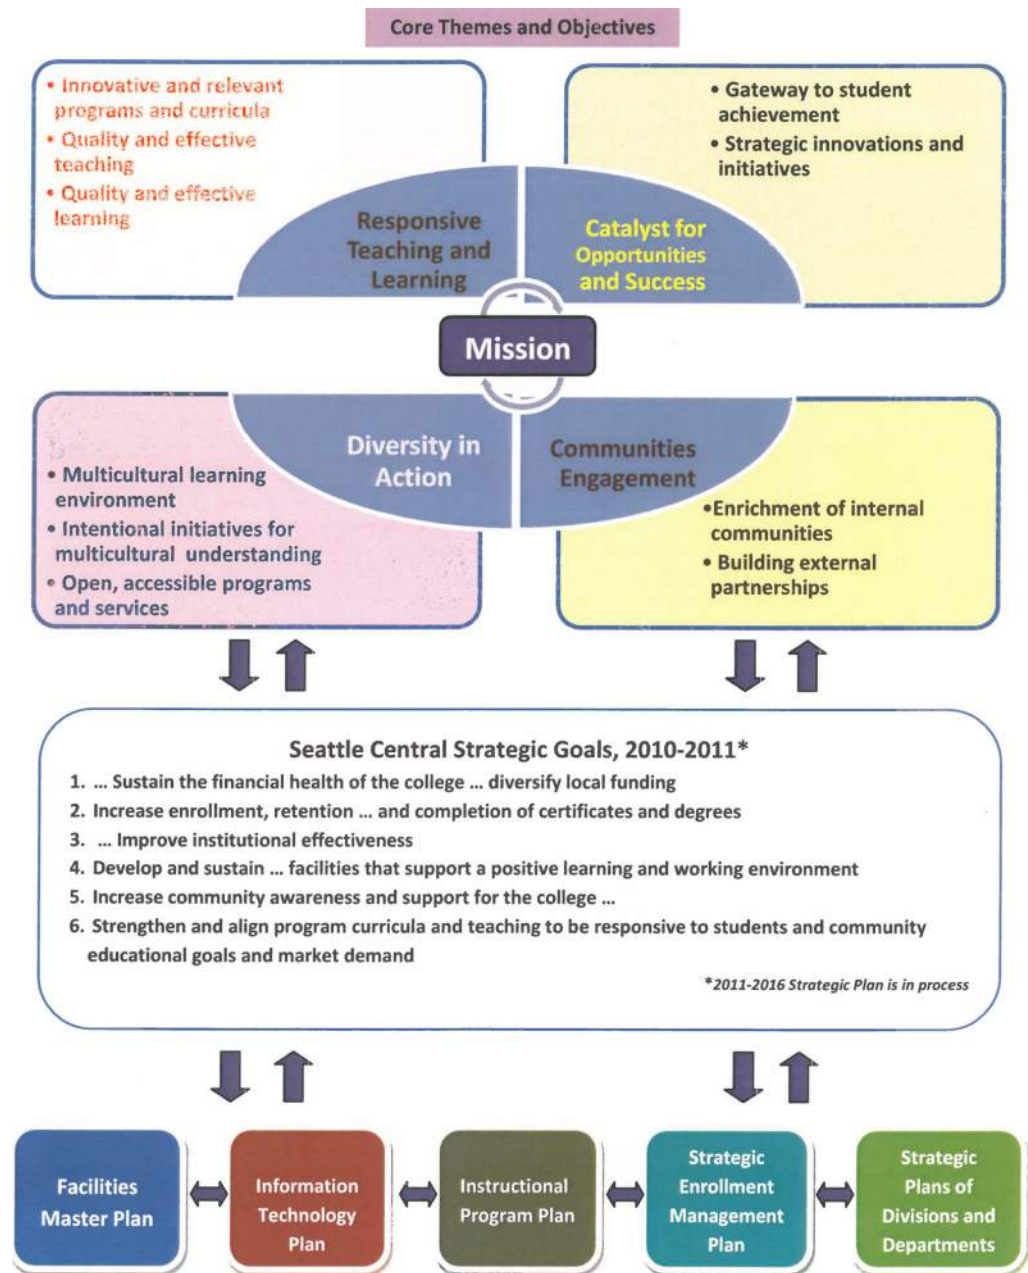 Core Themes and Objectives
• Innovative and relevant
programs and curricula
• Quality and effective
teaching
• Quality and effective
learning
• Gateway to student
achievement
• Strategic innovations and
initiatives
Responsive
Teaching and
Learning
Catalyst for
Opportunities
and Success
Mission
Diversity in
Action
Communities
Engagement
• Multicultural learning
environment
• Intentional initiatives for
multicultural understanding
• Open, accessible programs
and services
•Enrichment of internal
communities
• Building external
partnerships
Seattle Central Strategic Goals, 2010-2011*
1. ... Sustain the financial health of the college ... diversify local funding
2. Increase enrollment, retention ... and completion of certificates and degrees
3. ... Improve institutional effectiveness
4. Develop and sustain ... facilities that support a positive learning and working environment
5. Increase community awareness and support for the college ...
6. Strengthen and align program curricula and teaching to be responsive to students and community
educational goals and market demand
*2011-2016 Strategic Plan is in process
Facilities
Master Plan
Information
Technology
Plan
Instructional
Program Plan
Strategic
Enrollment
Management
Plan
Strategic
Plans of
Divisions and
Departments